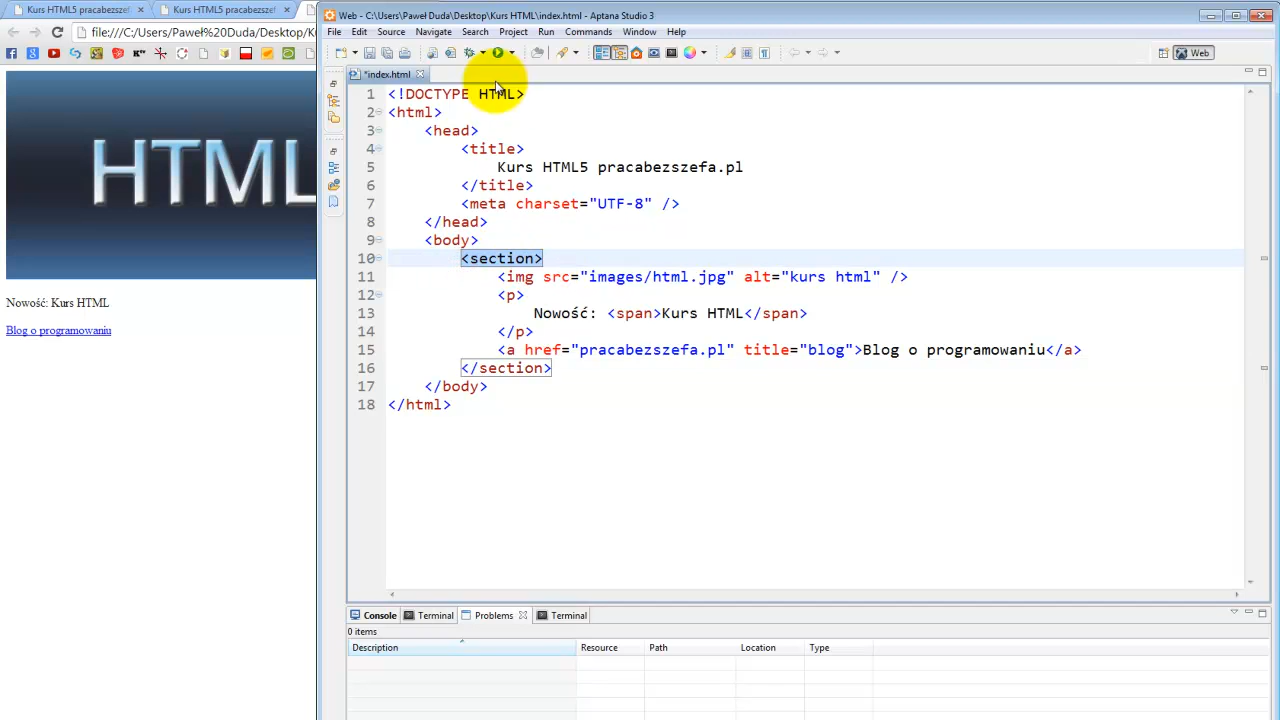 Kurs HTML5 pracabezszef
Kurs HTML5 pracabezszef
file:///C:/Users/Paweł%20Duda/Desktop/K
HTML
Nowość: Kurs HTML
Blog o programowaniu
Web - C:\Users\Paweł Duda\Desktop\Kurs HTML\index.html - Aptana Studio 3
File Edit Source Navigate Search Project Run Commands Window Help
Web
*index.html
1 <!DOCTYPE HTML>
2 <html>
3 <head>
4 <title>
5 Kurs HTML5 pracabezszefa.pl
6 </title>
7 <meta charset="UTF-8" />
8 </head>
9 <body>
10 <section>
11 <img src="images/html.jpg" alt="kurs html" />
12 <p>
13 Nowość: <span>Kurs HTML</span>
14 </p>
15 <a href="pracabezszefa.pl" title="blog">Blog o programowaniu</a>
16 </section>
17 </body>
18 </html>
Console Terminal Problems Terminal
0 items
Description Resource Path Location Type